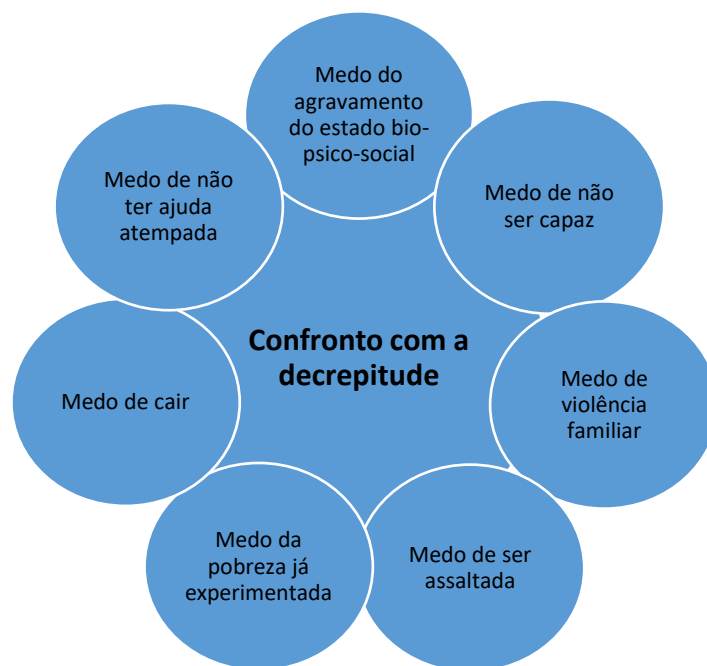 Medo do
agravamento
do estado bio-
psico-social
Medo de não
ser capaz
Medo de
violência
familiar
Medo de ser
assaltada
Medo da
pobreza já
experimentada
Medo de cair
Medo de não
ter ajuda
atempada
Confronto com a
decrepitude